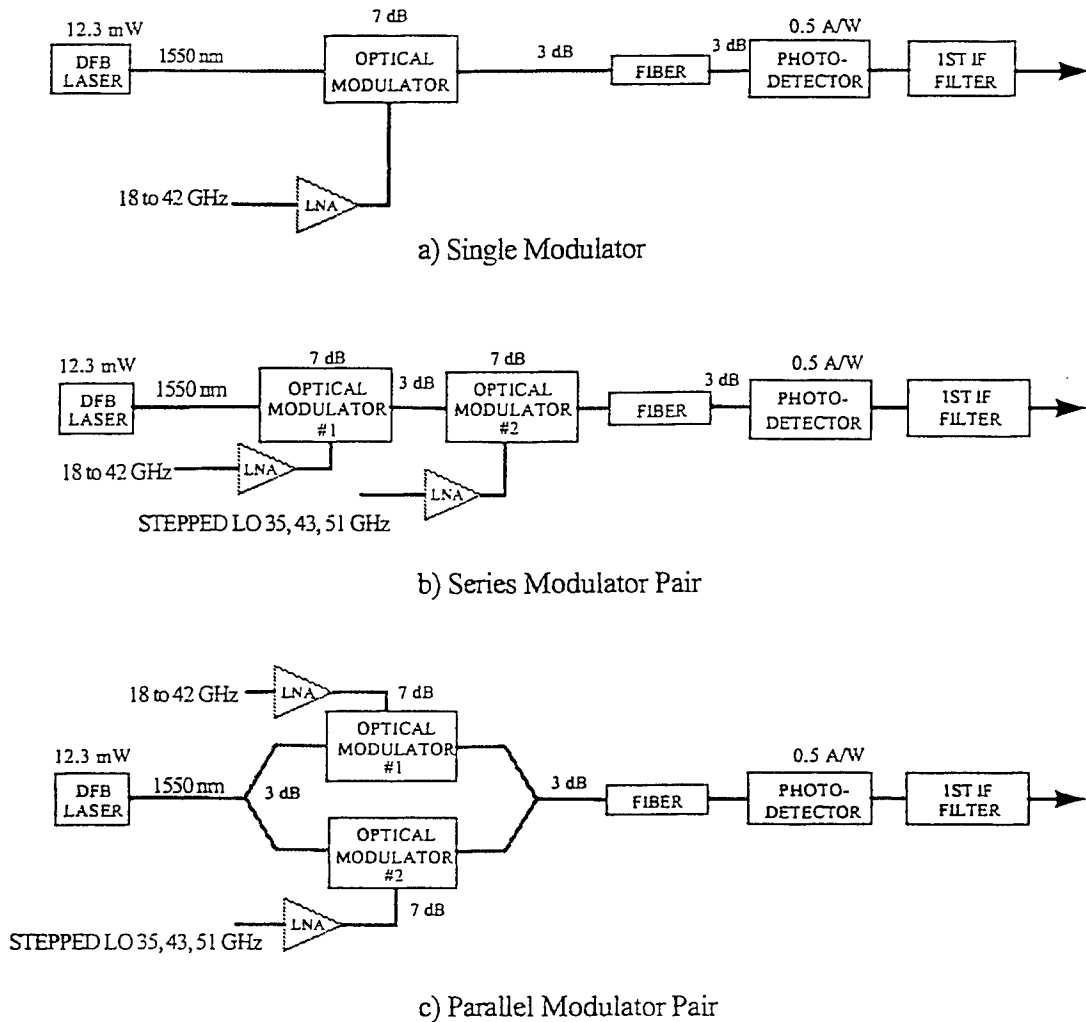 7 dB
12.3 mW
0.5 A/W
DFB
LASER
1550 nm
OPTICAL
MODULATOR
3 dB
FIBER
3 dB
PHOTO-
DETECTOR
1ST IF
FILTER
18 to 42 GHz
LNA
a) Single Modulator
12.3 mW
7 dB
7 dB
0.5 A/W
DFB
LASER
1550 nm
OPTICAL
MODULATOR
#1
3 dB
OPTICAL
MODULATOR
#2
FIBER
3 dB
PHOTO-
DETECTOR
1ST IF
FILTER
18 to 42 GHz
LNA
LNA
STEPPED LO 35, 43, 51 GHz
b) Series Modulator Pair
18 to 42 GHz
LNA
7 dB
OPTICAL
MODULATOR
#1
12.3 mW
0.5 A/W
DFB
LASER
1550 nm
3 dB
3 dB
FIBER
PHOTO-
DETECTOR
1ST IF
FILTER
OPTICAL
MODULATOR
#2
7 dB
LNA
STEPPED LO 35, 43, 51 GHz
c) Parallel Modulator Pair